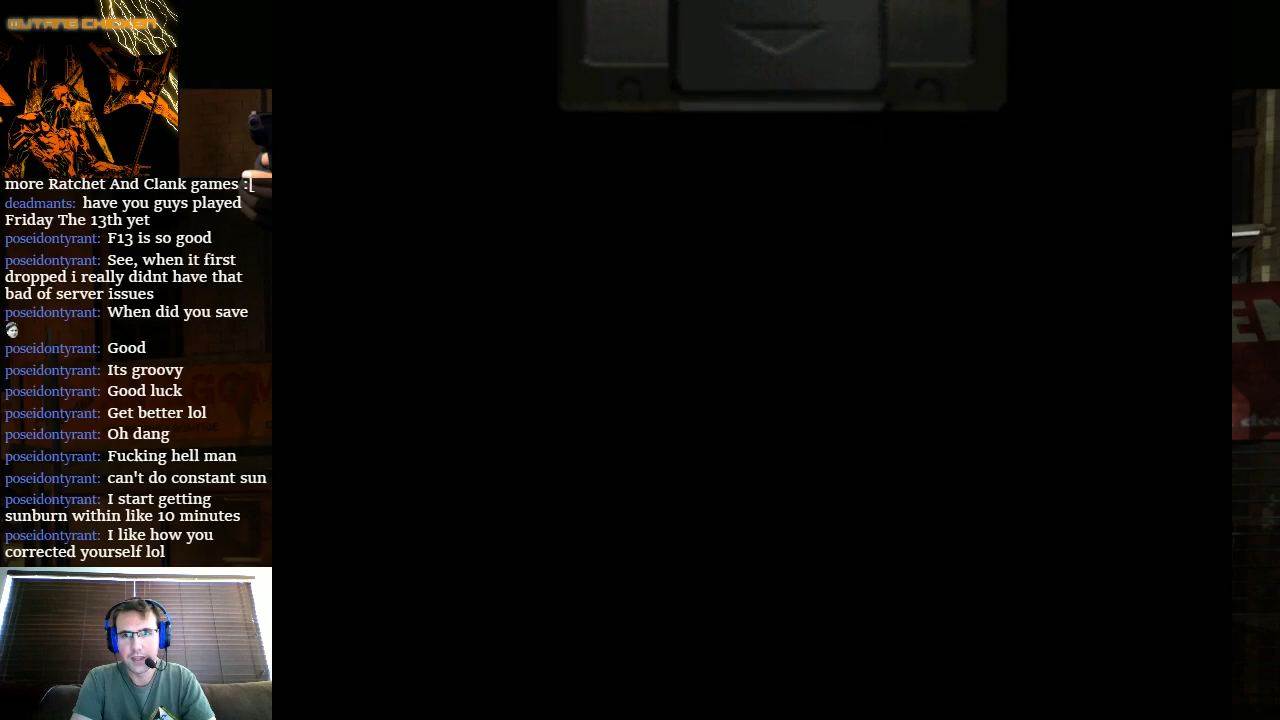 WUTANG CHICKEN
more Ratchet And Clank games :[
deadmants: have you guys played
Friday The 13th yet
poseidontyrant: F13 is so good
poseidontyrant: See, when it first
dropped i really didnt have that
bad of server issues
poseidontyrant: When did you save
poseidontyrant: Good
poseidontyrant: Its groovy
poseidontyrant: Good luck
poseidontyrant: Get better lol
poseidontyrant: Oh dang
poseidontyrant: Fucking hell man
poseidontyrant: can't do constant sun
poseidontyrant: I start getting
sunburn within like 10 minutes
poseidontyrant: I like how you
corrected yourself lol